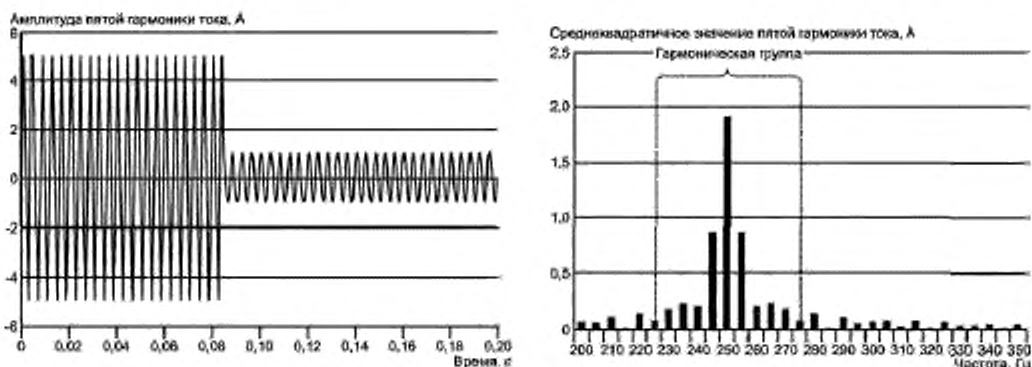 Амплитуда пятой гармоники тока, А
6
4
2
0
-2
-4
-6
0 0,02 0,04 0,06 0,08 0,10 0,12 0,14 0,16 0,18 0,20
Время, с
Среднеквадратичное значение пятой гармоники тока, А
Гармоническая группа
2,5
2,0
1,5
1,0
0,5
0
200 210 220 230 240 250 260 270 280 290 300 310 320 330 340 350
Частота, Гц